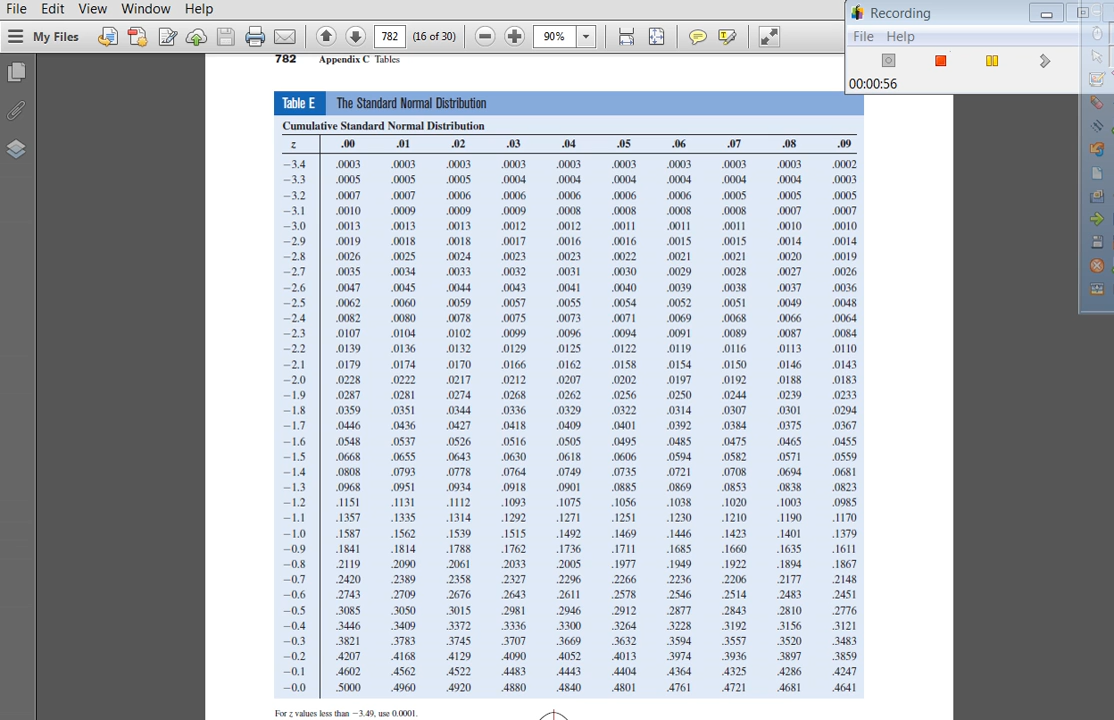 File Edit View Window Help
Recording
My Files 782 (16 of 30) 90%
File Help
00:00:56
782 Appendix C Tables
Table E The Standard Normal Distribution
Cumulative Standard Normal Distribution
z .00 .01 .02 .03 .04 .05 .06 .07 .08 .09
−3.4 .0003 .0003 .0003 .0003 .0003 .0003 .0003 .0003 .0003 .0002
−3.3 .0005 .0005 .0005 .0004 .0004 .0004 .0004 .0004 .0004 .0003
−3.2 .0007 .0007 .0006 .0006 .0006 .0006 .0006 .0005 .0005 .0005
−3.1 .0010 .0009 .0009 .0009 .0008 .0008 .0008 .0008 .0007 .0007
−3.0 .0013 .0013 .0013 .0012 .0012 .0011 .0011 .0011 .0010 .0010
−2.9 .0019 .0018 .0018 .0017 .0016 .0016 .0015 .0015 .0014 .0014
−2.8 .0026 .0025 .0024 .0023 .0023 .0022 .0021 .0021 .0020 .0019
−2.7 .0035 .0034 .0033 .0032 .0031 .0030 .0029 .0028 .0027 .0026
−2.6 .0047 .0045 .0044 .0043 .0041 .0040 .0039 .0038 .0037 .0036
−2.5 .0062 .0060 .0059 .0057 .0055 .0054 .0052 .0051 .0049 .0048
−2.4 .0082 .0080 .0078 .0075 .0073 .0071 .0069 .0068 .0066 .0064
−2.3 .0107 .0104 .0102 .0099 .0096 .0094 .0091 .0089 .0087 .0084
−2.2 .0139 .0136 .0132 .0129 .0125 .0122 .0119 .0116 .0113 .0110
−2.1 .0179 .0174 .0170 .0166 .0162 .0158 .0154 .0150 .0146 .0143
−2.0 .0228 .0222 .0217 .0212 .0207 .0202 .0197 .0192 .0188 .0183
−1.9 .0287 .0281 .0274 .0268 .0262 .0256 .0250 .0244 .0239 .0233
−1.8 .0359 .0351 .0344 .0336 .0329 .0322 .0314 .0307 .0301 .0294
−1.7 .0446 .0436 .0427 .0418 .0409 .0401 .0392 .0384 .0375 .0367
−1.6 .0548 .0537 .0526 .0516 .0505 .0495 .0485 .0475 .0465 .0455
−1.5 .0668 .0655 .0643 .0630 .0618 .0606 .0594 .0582 .0571 .0559
−1.4 .0808 .0793 .0778 .0764 .0749 .0735 .0721 .0708 .0694 .0681
−1.3 .0968 .0951 .0934 .0918 .0901 .0885 .0869 .0853 .0838 .0823
−1.2 .1151 .1131 .1112 .1093 .1075 .1056 .1038 .1020 .1003 .0985
−1.1 .1357 .1335 .1314 .1292 .1271 .1251 .1230 .1210 .1190 .1170
−1.0 .1587 .1562 .1539 .1515 .1492 .1469 .1446 .1423 .1401 .1379
−0.9 .1841 .1814 .1788 .1762 .1736 .1711 .1685 .1660 .1635 .1611
−0.8 .2119 .2090 .2061 .2033 .2005 .1977 .1949 .1922 .1894 .1867
−0.7 .2420 .2389 .2358 .2327 .2296 .2266 .2236 .2206 .2177 .2148
−0.6 .2743 .2709 .2676 .2643 .2611 .2578 .2546 .2514 .2483 .2451
−0.5 .3085 .3050 .3015 .2981 .2946 .2912 .2877 .2843 .2810 .2776
−0.4 .3446 .3409 .3372 .3336 .3300 .3264 .3228 .3192 .3156 .3121
−0.3 .3821 .3783 .3745 .3707 .3669 .3632 .3594 .3557 .3520 .3483
−0.2 .4207 .4168 .4129 .4090 .4052 .4013 .3974 .3936 .3897 .3859
−0.1 .4602 .4562 .4522 .4483 .4443 .4404 .4364 .4325 .4286 .4247
−0.0 .5000 .4960 .4920 .4880 .4840 .4801 .4761 .4721 .4681 .4641
For z values less than −3.49, use 0.0001.